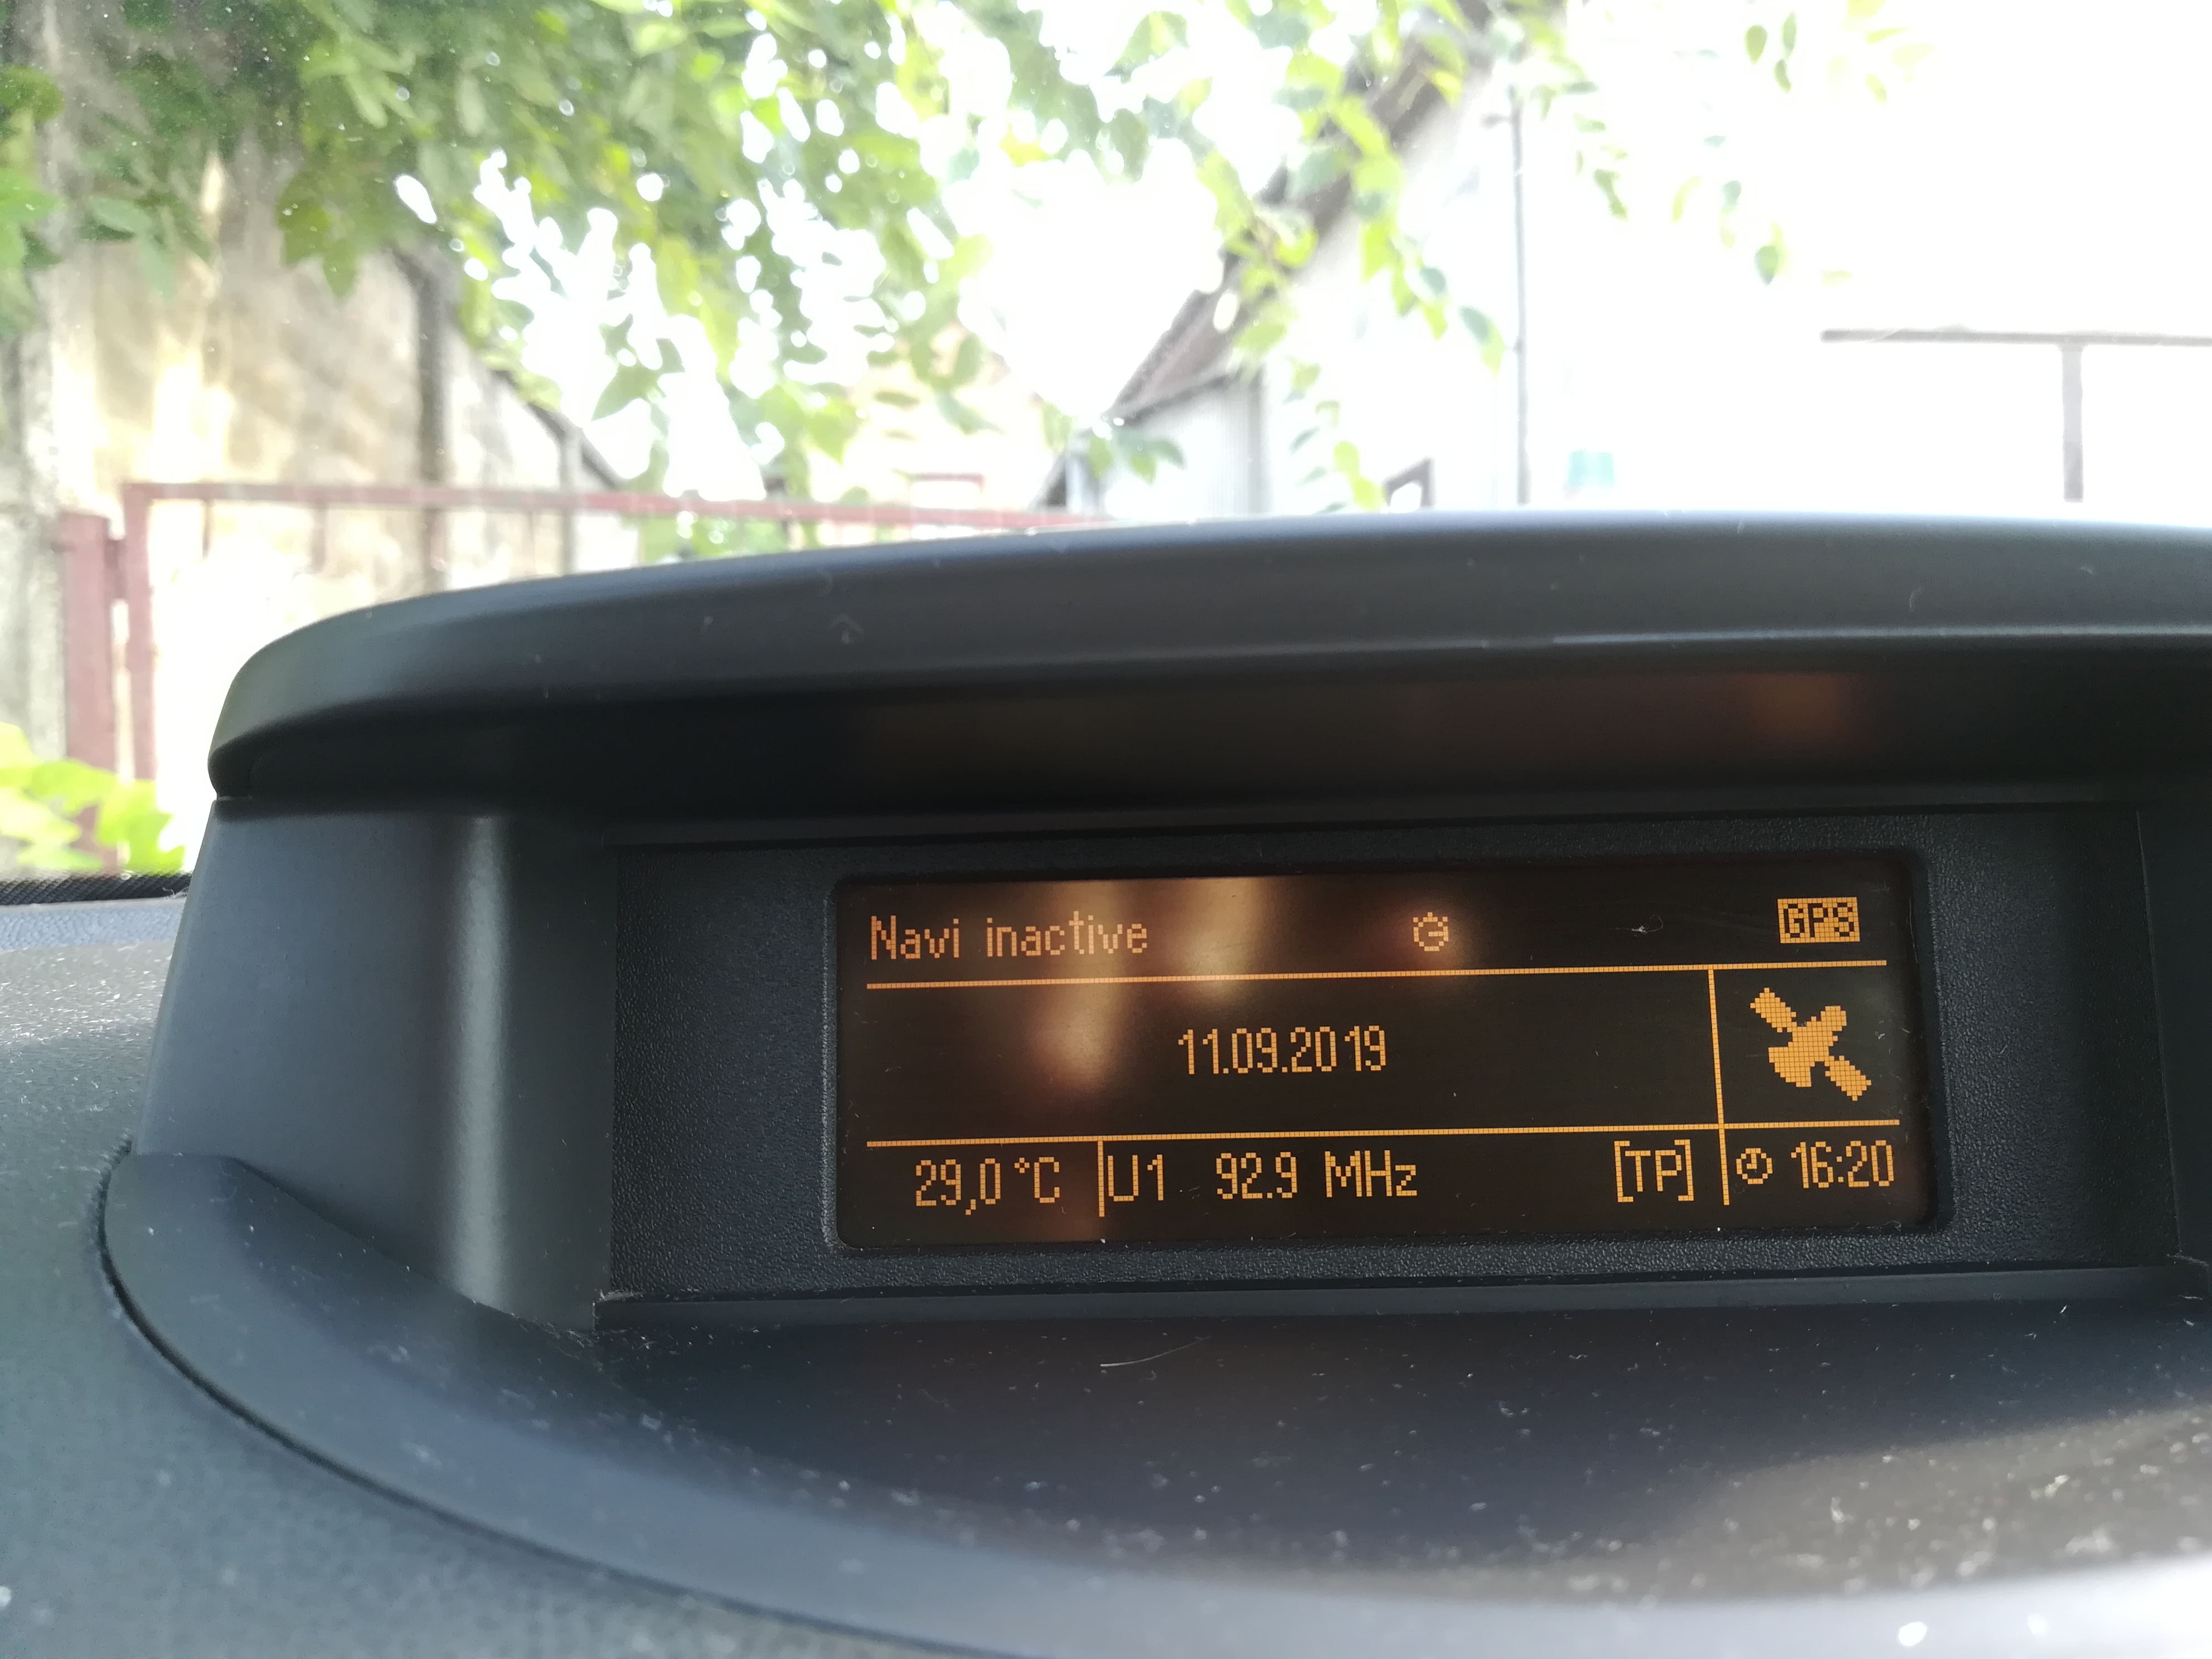 Navi inactive GPS
11.09.2019
29,0 °C U1 92.9 MHz [TP] 16:20